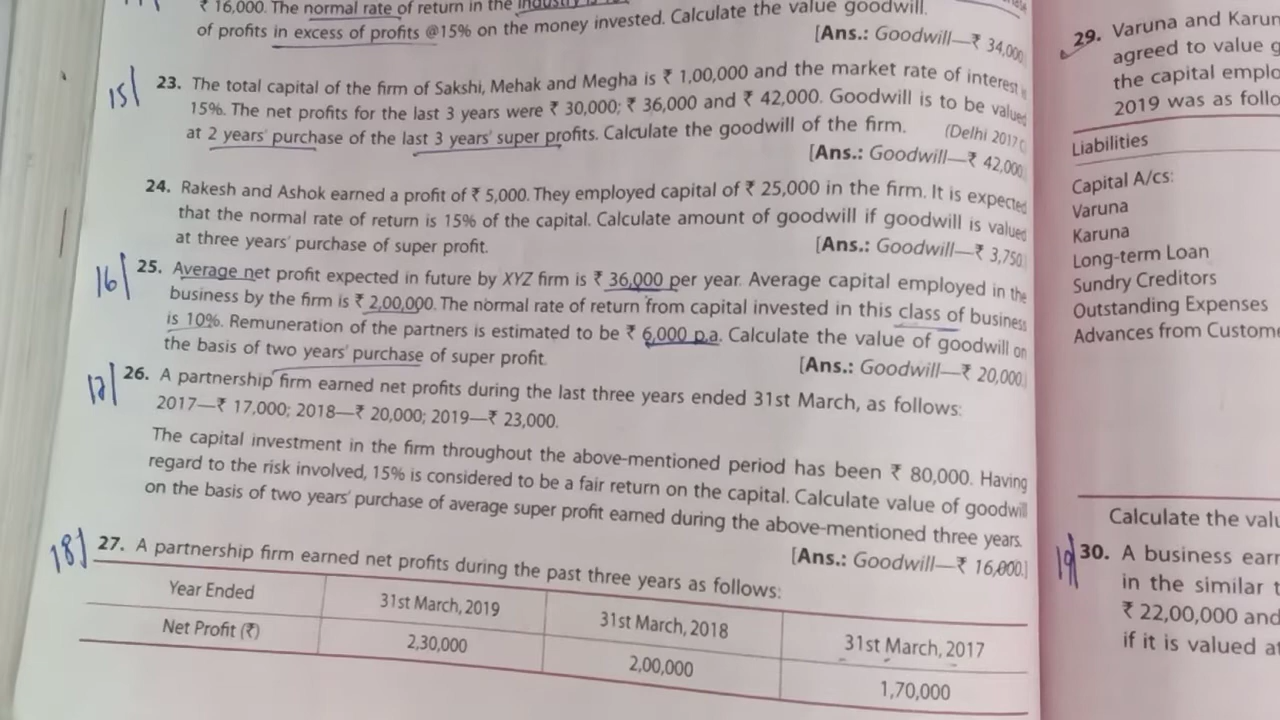 ₹ 16,000. The normal rate of return in the
of profits in excess of profits @15% on the money invested. Calculate the value goodwill.
[Ans.: Goodwill—₹ 34,000
15|
23. The total capital of the firm of Sakshi, Mehak and Megha is ₹ 1,00,000 and the market rate of interest
15%. The net profits for the last 3 years were ₹ 30,000; ₹ 36,000 and ₹ 42,000. Goodwill is to be valued
at 2 years' purchase of the last 3 years' super profits. Calculate the goodwill of the firm. (Delhi 2017 C
[Ans.: Goodwill—₹ 42,000
24. Rakesh and Ashok earned a profit of ₹ 5,000. They employed capital of ₹ 25,000 in the firm. It is expected
that the normal rate of return is 15% of the capital. Calculate amount of goodwill if goodwill is valued
at three years' purchase of super profit. [Ans.: Goodwill—₹ 3,750.
16|
25. Average net profit expected in future by XYZ firm is ₹ 36,000 per year. Average capital employed in the
business by the firm is ₹ 2,00,000. The normal rate of return from capital invested in this class of business
is 10%. Remuneration of the partners is estimated to be ₹ 6,000 p.a. Calculate the value of goodwill on
the basis of two years' purchase of super profit. [Ans.: Goodwill—₹ 20,000.]
17|
26. A partnership firm earned net profits during the last three years ended 31st March, as follows:
2017—₹ 17,000; 2018—₹ 20,000; 2019—₹ 23,000.
The capital investment in the firm throughout the above-mentioned period has been ₹ 80,000. Having
regard to the risk involved, 15% is considered to be a fair return on the capital. Calculate value of goodwill
on the basis of two years' purchase of average super profit earned during the above-mentioned three years.
[Ans.: Goodwill—₹ 16,000.]
18]
27. A partnership firm earned net profits during the past three years as follows:
Year Ended 31st March, 2019 31st March, 2018 31st March, 2017
Net Profit (₹) 2,30,000 2,00,000 1,70,000
29. Varuna and Karun
agreed to value g
the capital emplo
2019 was as follo
Liabilities
Capital A/cs:
Varuna
Karuna
Long-term Loan
Sundry Creditors
Outstanding Expenses
Advances from Custome
Calculate the valu
19|
30. A business earn
in the similar t
₹ 22,00,000 and
if it is valued at